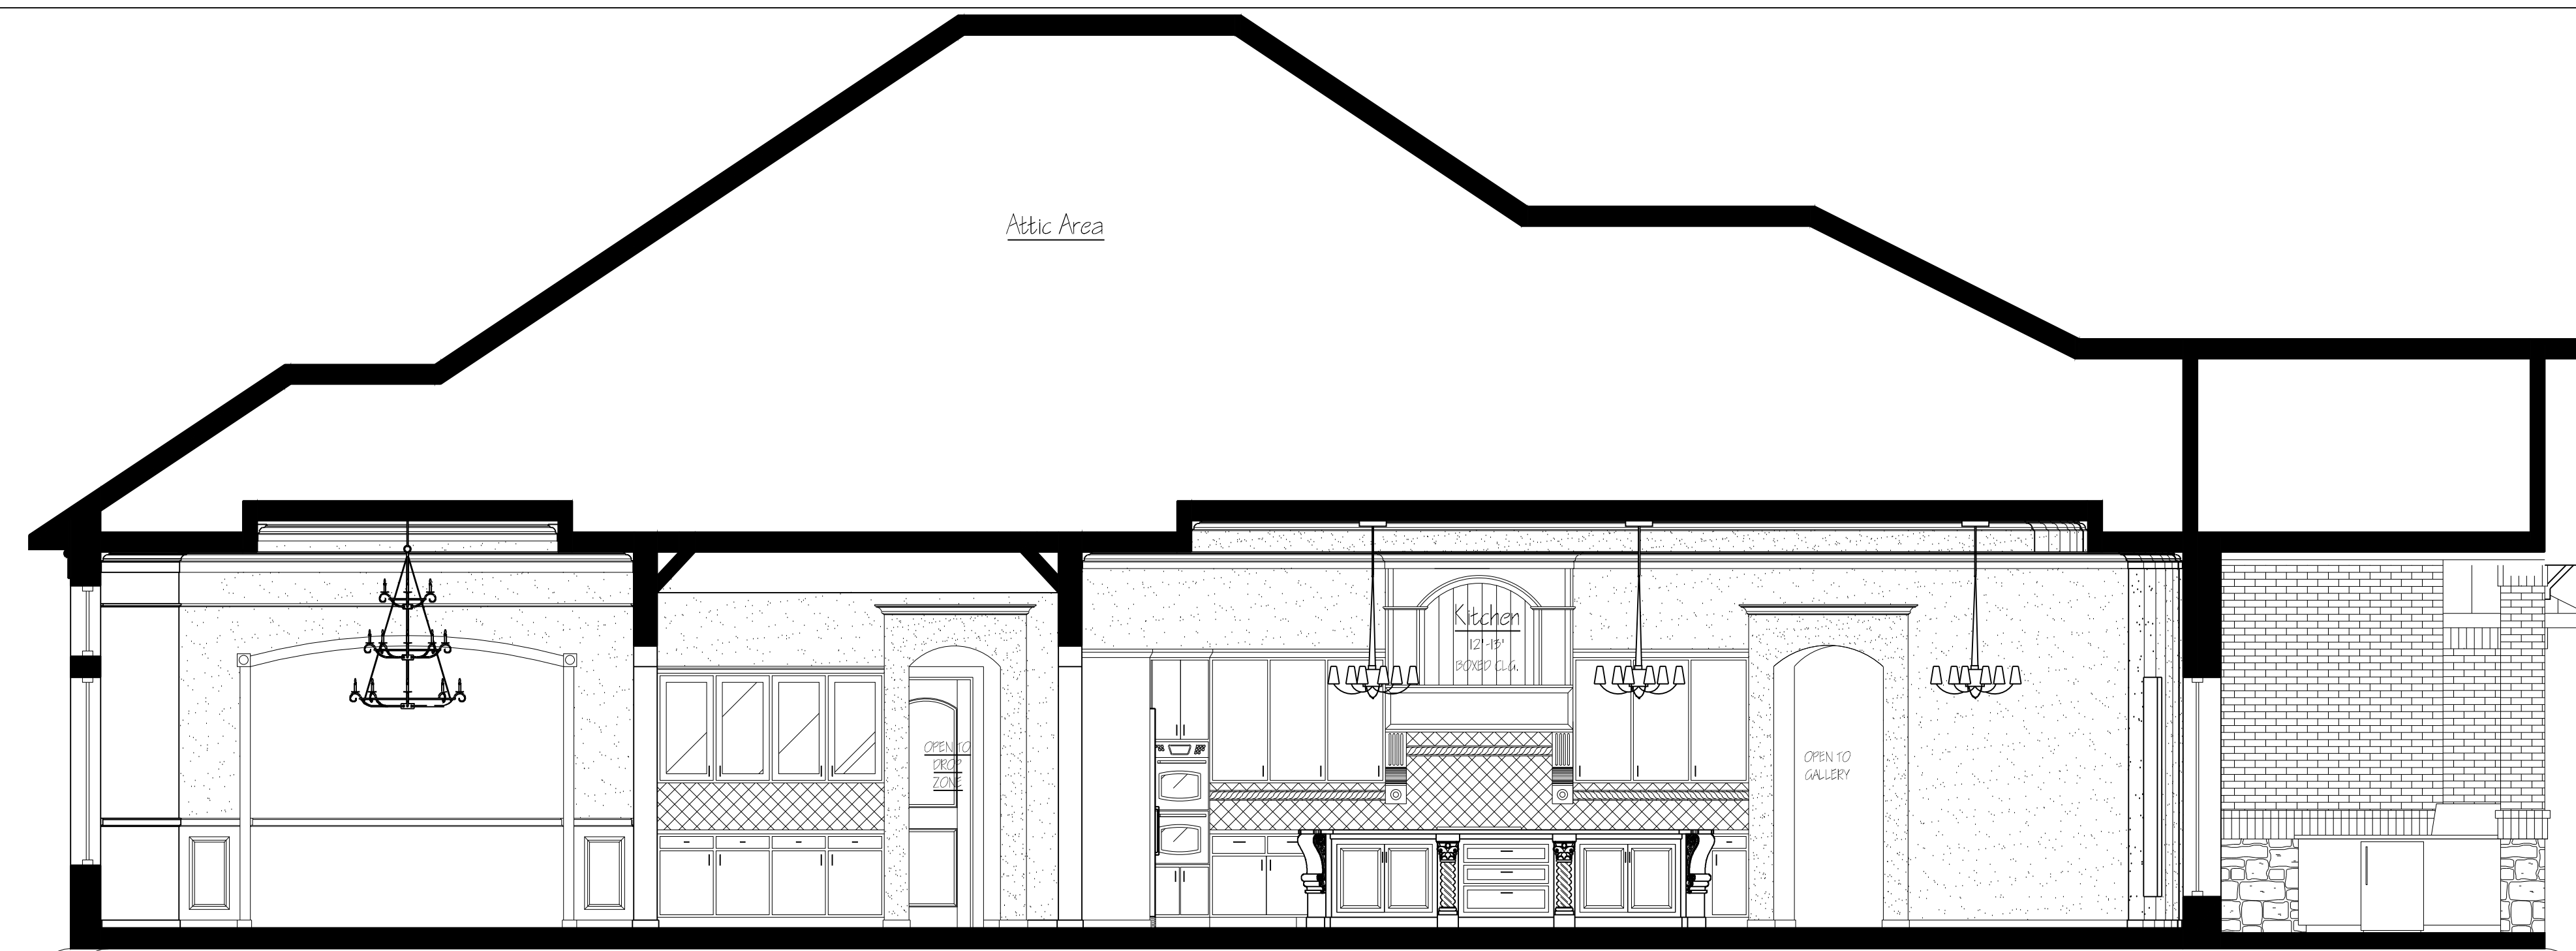 Attic Area
Kitchen
12'-13'
BOXED CLG.
OPEN TO
DROP
ZONE
OPEN TO
GALLERY